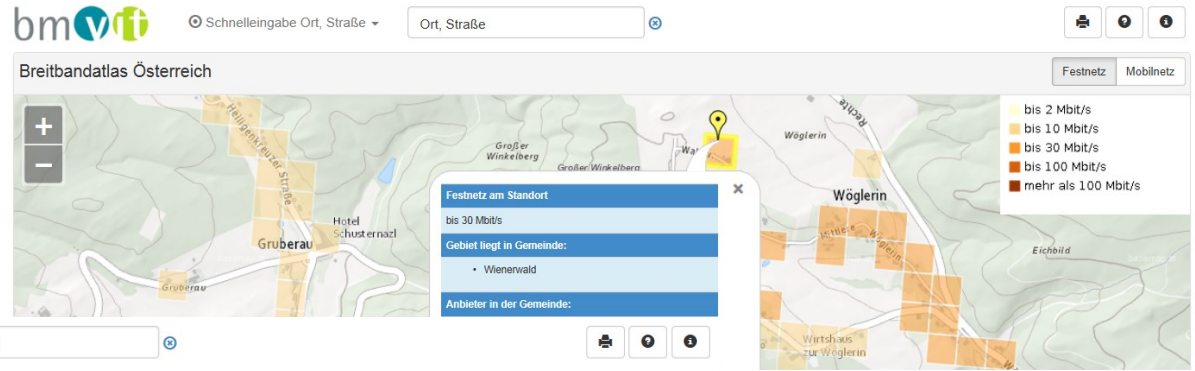 bmvit
Schnelleingabe Ort, Straße
Ort, Straße
Breitbandatlas Österreich
Festnetz
Mobilnetz
bis 2 Mbit/s
bis 10 Mbit/s
bis 30 Mbit/s
bis 100 Mbit/s
mehr als 100 Mbit/s
+
−
Heiligenkreuzer Straße
Großer
Winkelberg
Großer Winkelberg
Rechte
Wöglerin
Wöglerin
Hotel
Schusternazl
Gruberau
Gruberau
Festnetz am Standort
bis 30 Mbit/s
Gebiet liegt in Gemeinde:
• Wienerwald
Anbieter in der Gemeinde:
×
Mittlere Wöglerin
Eichbild
Wirtshaus
zur Wöglerin